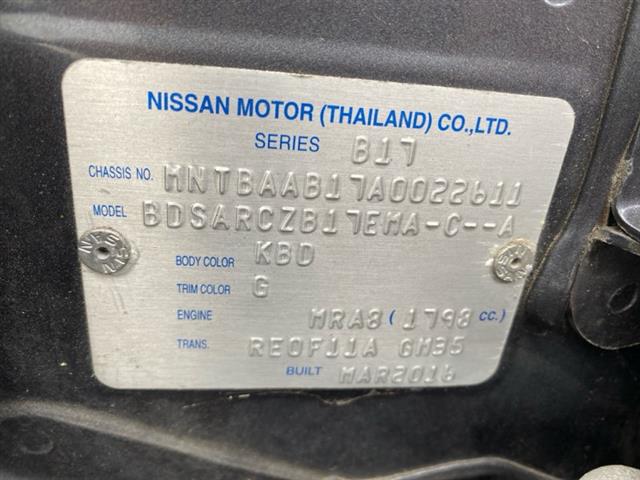 NISSAN MOTOR (THAILAND) CO.,LTD.
SERIES B17
CHASSIS NO. MNTBAAB17A0022611
MODEL BDSARCZB17EMA-C--A
BODY COLOR KBD
TRIM COLOR G
ENGINE MRA8 ( 1798 CC.)
TRANS. RE0F11A GM35
BUILT MAR2016